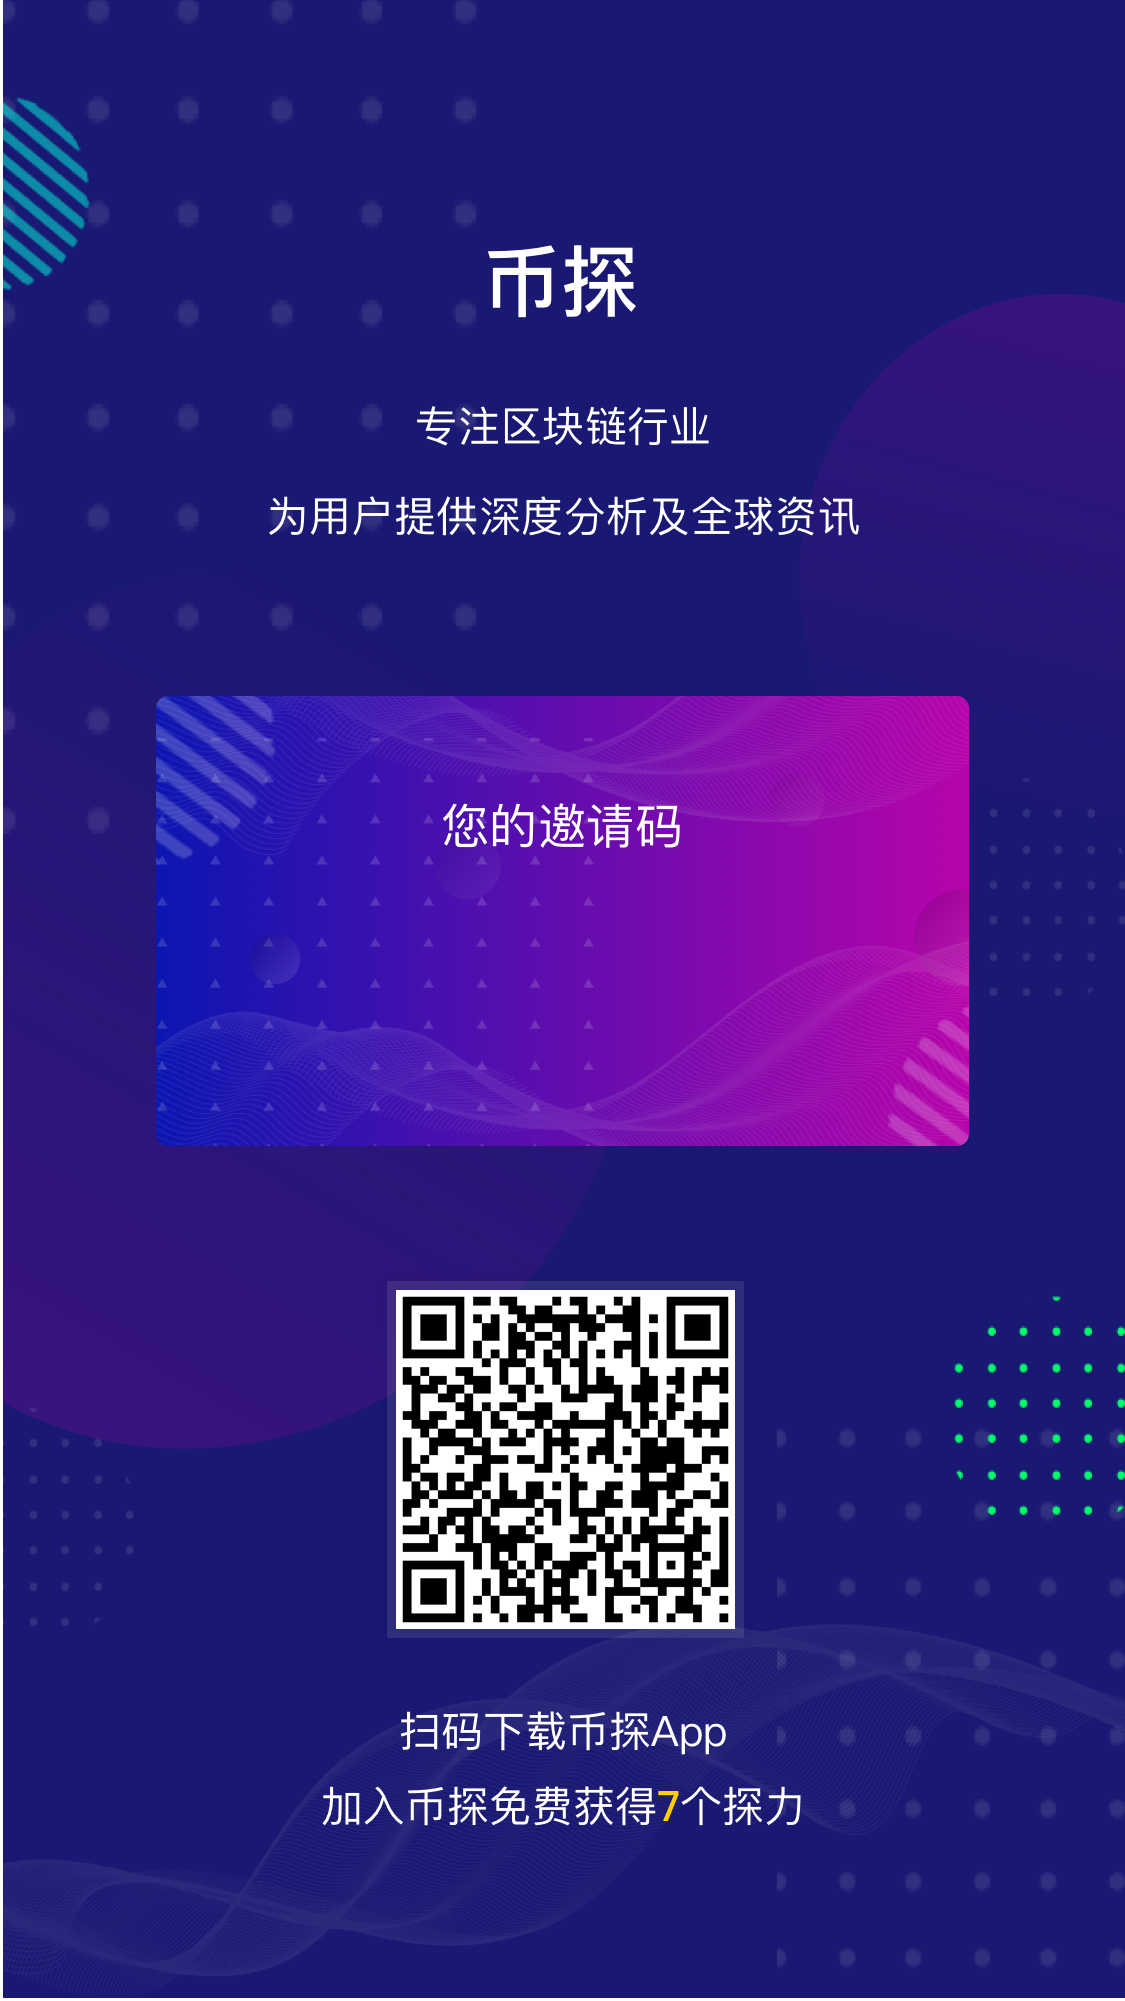 币探
专注区块链行业
为用户提供深度分析及全球资讯
您的邀请码
扫码下载币探App
加入币探免费获得7个探力